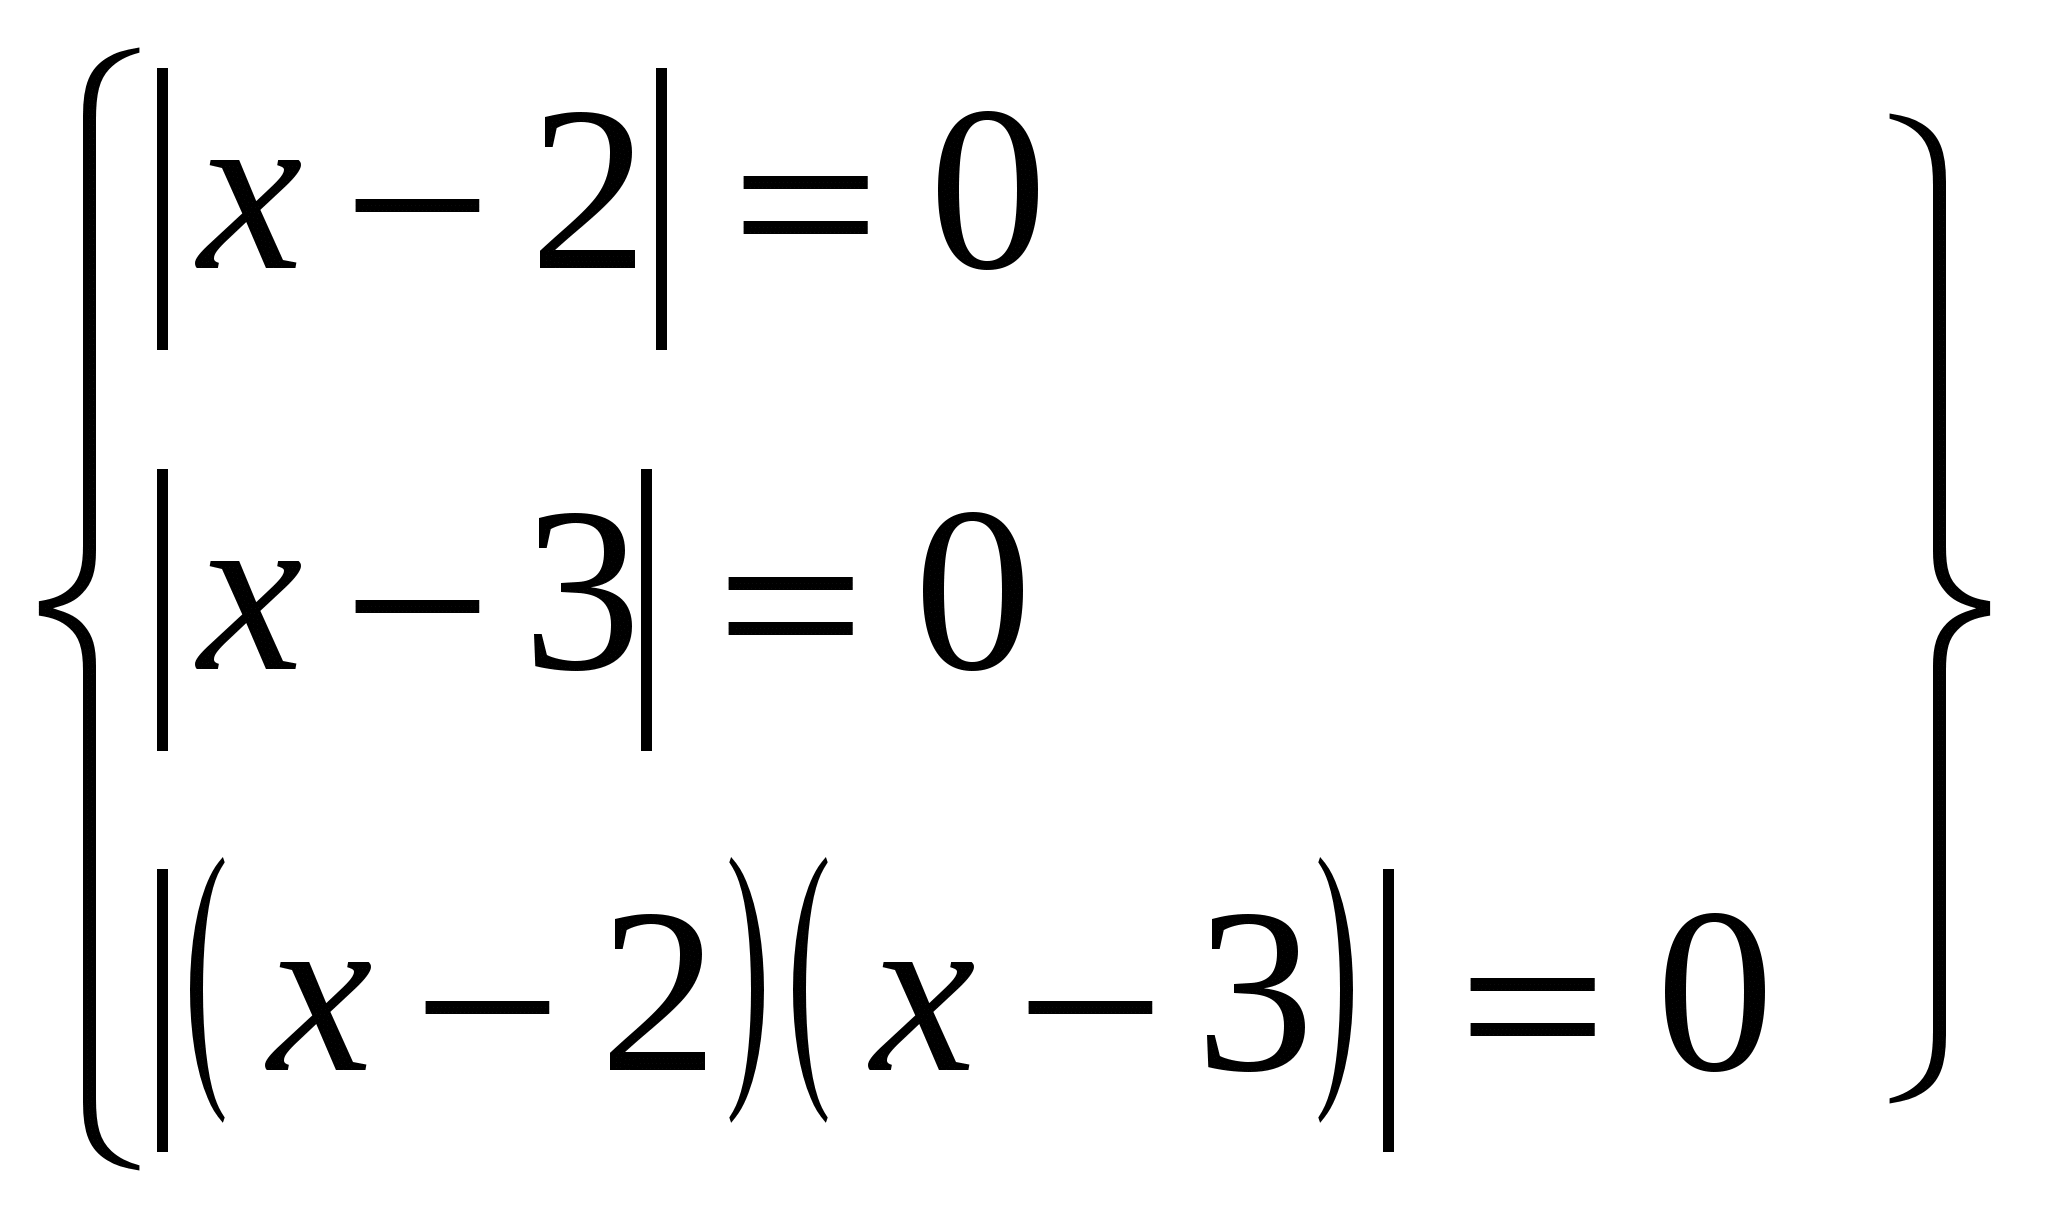 |x − 2| = 0
|x − 3| = 0
|(x − 2)(x − 3)| = 0